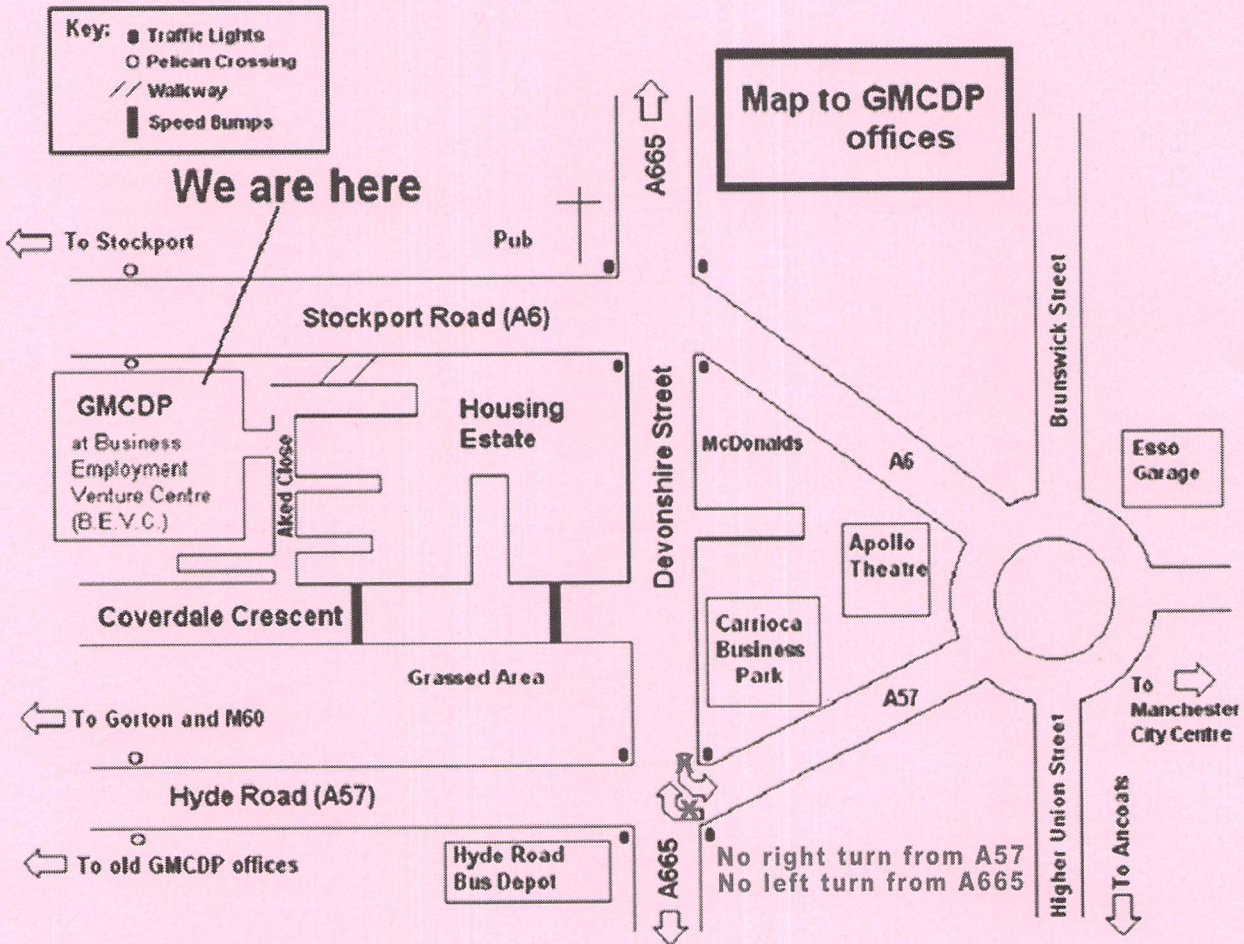 Key:
Traffic Lights
Pelican Crossing
Walkway
Speed Bumps
Map to GMCDP
offices
We are here
A665
To Stockport
Pub
Stockport Road (A6)
Brunswick Street
GMCDP
at Business
Employment
Venture Centre
(B.E.V.C.)
Aked Close
Housing
Estate
Devonshire Street
McDonalds
A6
Esso
Garage
Apollo
Theatre
Coverdale Crescent
Carrioca
Business
Park
Grassed Area
A57
To
Manchester
City Centre
To Gorton and M60
Hyde Road (A57)
Higher Union Street
To Ancoats
To old GMCDP offices
Hyde Road
Bus Depot
A665
No right turn from A57
No left turn from A665